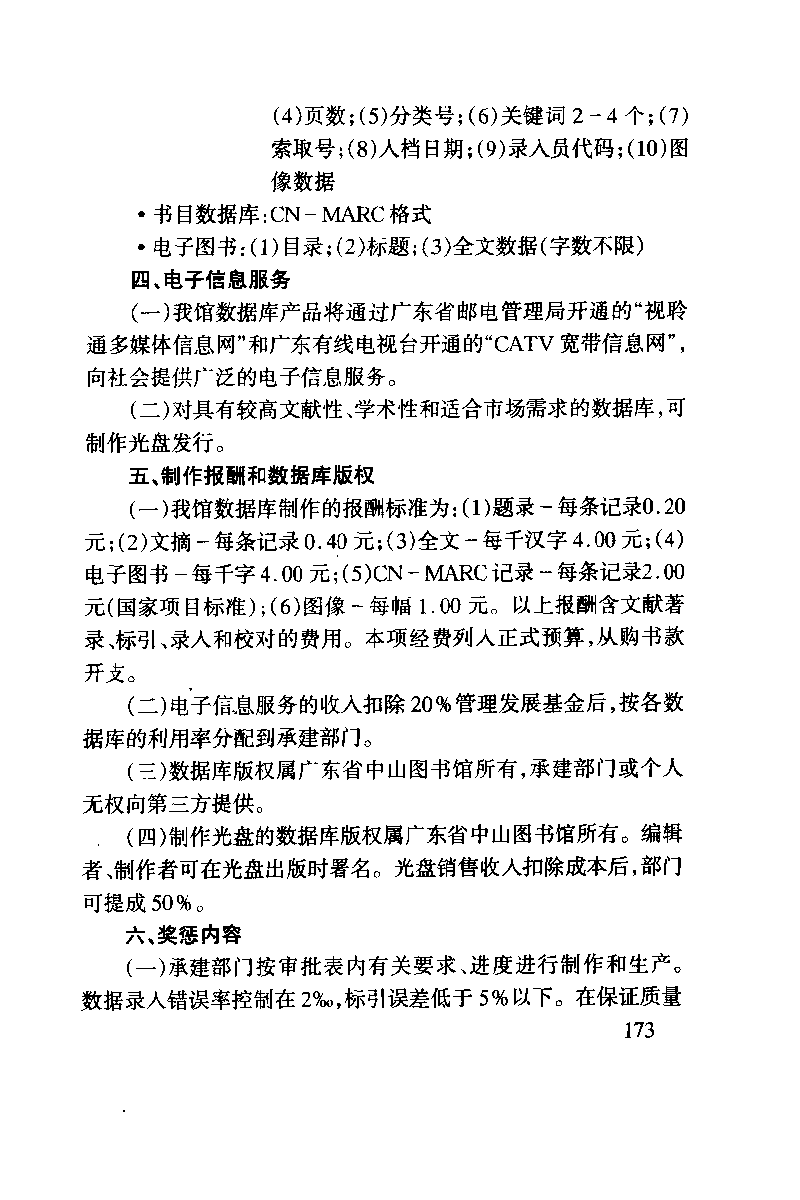 (4)页数;(5)分类号;(6)关键词 2-4 个;(7)
索取号;(8)入档日期;(9)录入员代码;(10)图
像数据
•书目数据库:CN-MARC 格式
•电子图书:(1)目录;(2)标题;(3)全文数据(字数不限)
四、电子信息服务
(一)我馆数据库产品将通过广东省邮电管理局开通的“视聆
通多媒体信息网”和广东有线电视台开通的“CATV 宽带信息网”,
向社会提供广泛的电子信息服务。
(二)对具有较高文献性、学术性和适合市场需求的数据库,可
制作光盘发行。
五、制作报酬和数据库版权
(一)我馆数据库制作的报酬标准为:(1)题录-每条记录0.20
元;(2)文摘-每条记录 0.40 元;(3)全文-每千汉字 4.00 元;(4)
电子图书-每千字 4.00 元;(5)CN-MARC 记录-每条记录2.00
元(国家项目标准);(6)图像-每幅 1.00 元。以上报酬含文献著
录、标引、录入和校对的费用。本项经费列入正式预算,从购书款
开支。
(二)电子信息服务的收入扣除 20%管理发展基金后,按各数
据库的利用率分配到承建部门。
(三)数据库版权属广东省中山图书馆所有,承建部门或个人
无权向第三方提供。
(四)制作光盘的数据库版权属广东省中山图书馆所有。编辑
者、制作者可在光盘出版时署名。光盘销售收入扣除成本后,部门
可提成 50%。
六、奖惩内容
(一)承建部门按审批表内有关要求、进度进行制作和生产。
数据录入错误率控制在 2‰,标引误差低于 5%以下。在保证质量
173